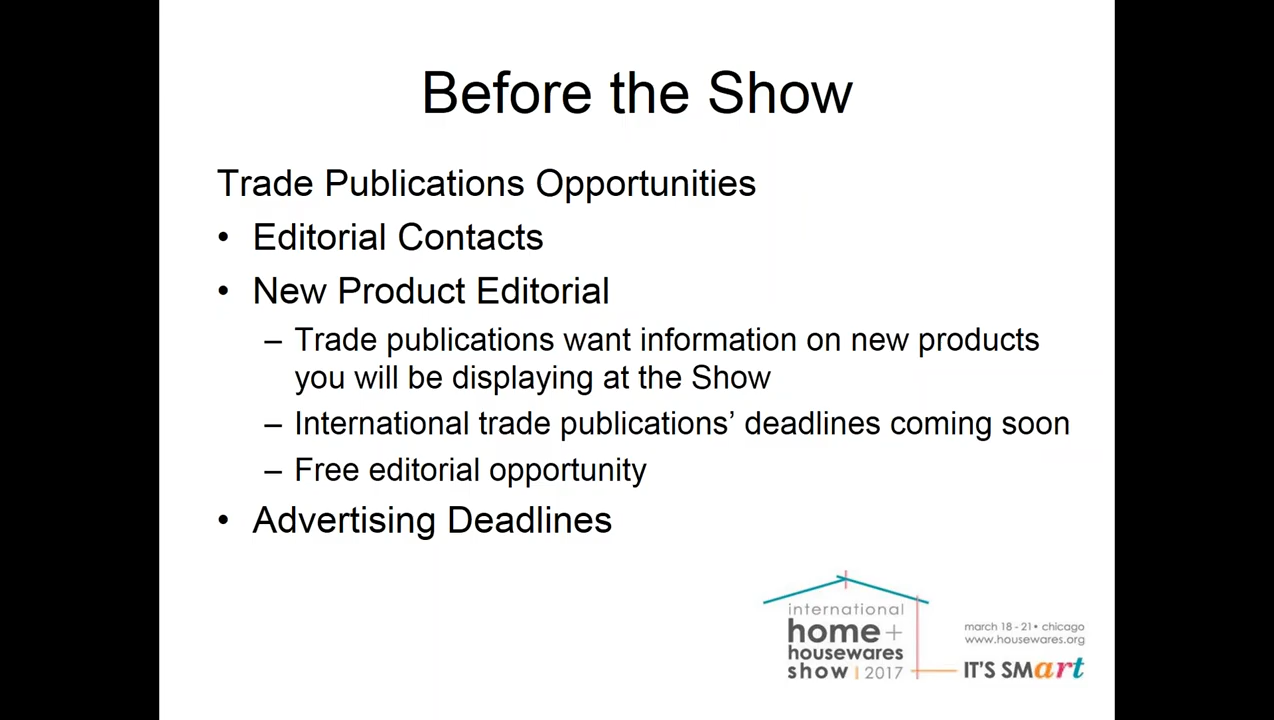 Before the Show
Trade Publications Opportunities
• Editorial Contacts
• New Product Editorial
– Trade publications want information on new products
you will be displaying at the Show
– International trade publications’ deadlines coming soon
– Free editorial opportunity
• Advertising Deadlines
international
home+
housewares
show | 2017
march 18 - 21• chicago
www.housewares.org
IT'S SMart